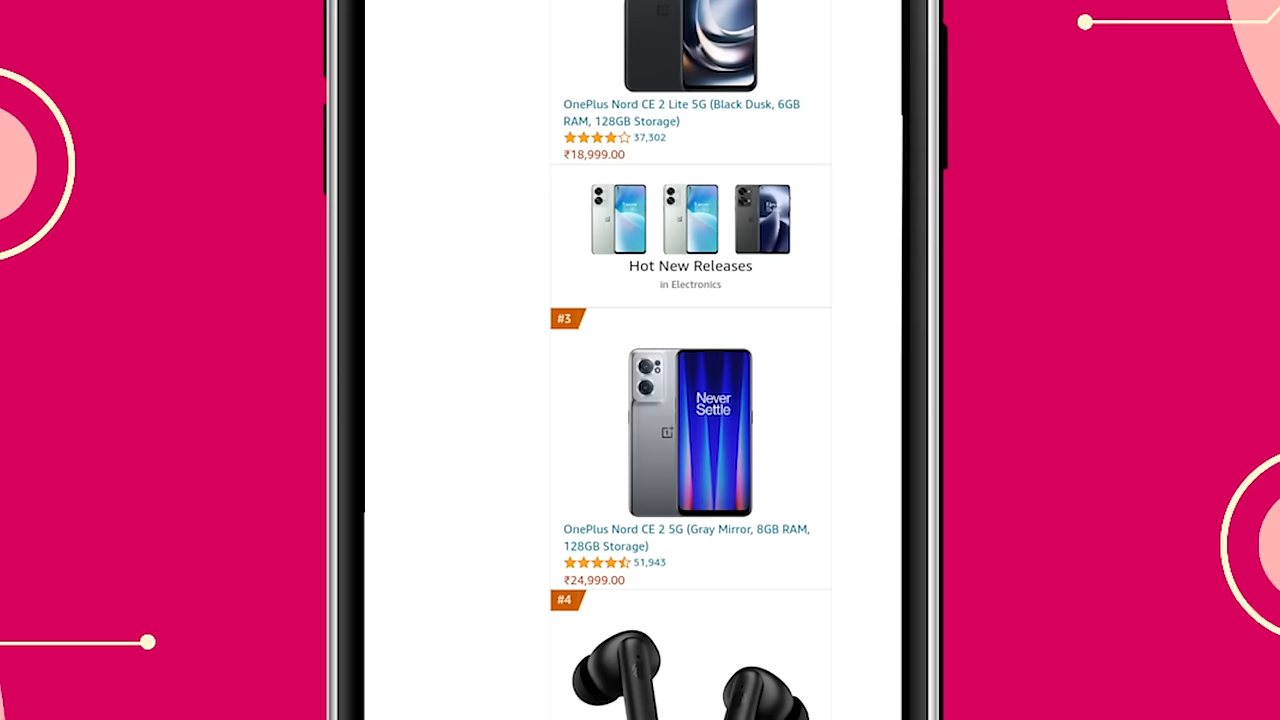 OnePlus Nord CE 2 Lite 5G (Black Dusk, 6GB
RAM, 128GB Storage)
37,302
₹18,999.00
Hot New Releases
in Electronics
#3
Never
Settle
OnePlus Nord CE 2 5G (Gray Mirror, 8GB RAM,
128GB Storage)
51,943
₹24,999.00
#4